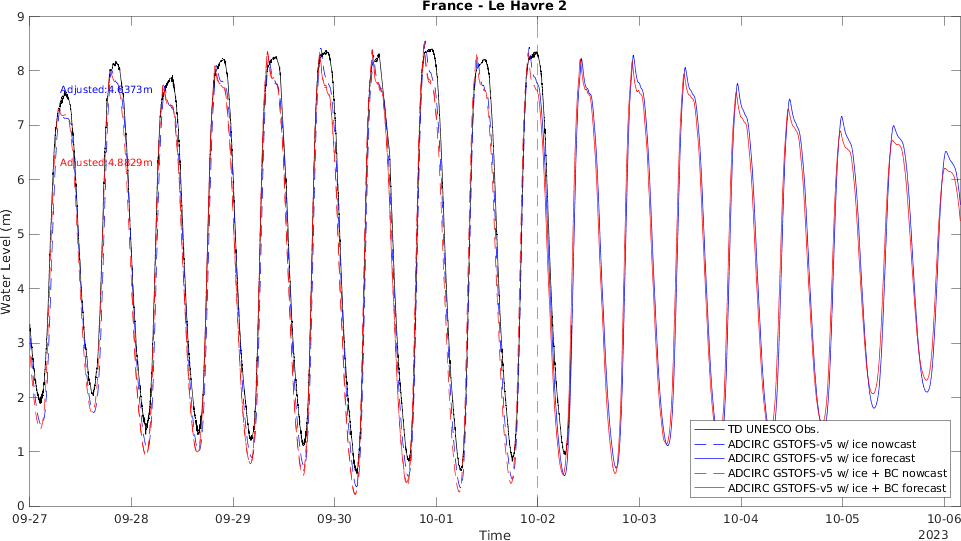 France - Le Havre 2
Water Level (m)
9
8
7
6
5
4
3
2
1
0
Adjusted:4.8373m
Adjusted:4.8829m
TD UNESCO Obs.
ADCIRC GSTOFS-v5 w/ ice nowcast
ADCIRC GSTOFS-v5 w/ ice forecast
ADCIRC GSTOFS-v5 w/ ice + BC nowcast
ADCIRC GSTOFS-v5 w/ ice + BC forecast
09-27 09-28 09-29 09-30 10-01 10-02 10-03 10-04 10-05 10-06
Time
2023